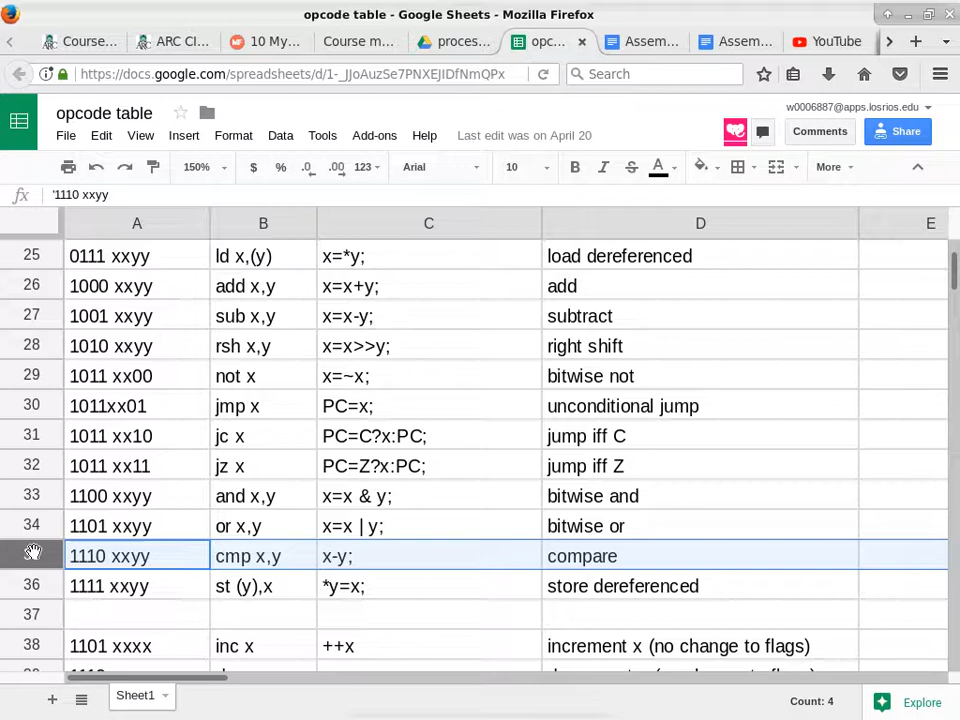 opcode table - Google Sheets - Mozilla Firefox
Course...
ARC CI...
10 My...
Course m...
proces...
opc...
Assem...
Assem...
YouTube
https://docs.google.com/spreadsheets/d/1-_JJoAuzSe7PNXEJIDfNmQPx
Search
opcode table
w0006887@apps.losrios.edu
File Edit View Insert Format Data Tools Add-ons Help Last edit was on April 20
Comments
Share
150% $ % .0 .00 123 Arial 10 B I S A More
fx '1110 xxyy
A B C D E
25 0111 xxyy ld x,(y) x=*y; load dereferenced
26 1000 xxyy add x,y x=x+y; add
27 1001 xxyy sub x,y x=x-y; subtract
28 1010 xxyy rsh x,y x=x>>y; right shift
29 1011 xx00 not x x=~x; bitwise not
30 1011xx01 jmp x PC=x; unconditional jump
31 1011 xx10 jc x PC=C?x:PC; jump iff C
32 1011 xx11 jz x PC=Z?x:PC; jump iff Z
33 1100 xxyy and x,y x=x & y; bitwise and
34 1101 xxyy or x,y x=x | y; bitwise or
1110 xxyy cmp x,y x-y; compare
36 1111 xxyy st (y),x *y=x; store dereferenced
37
38 1101 xxxx inc x ++x increment x (no change to flags)
Sheet1
Count: 4
Explore